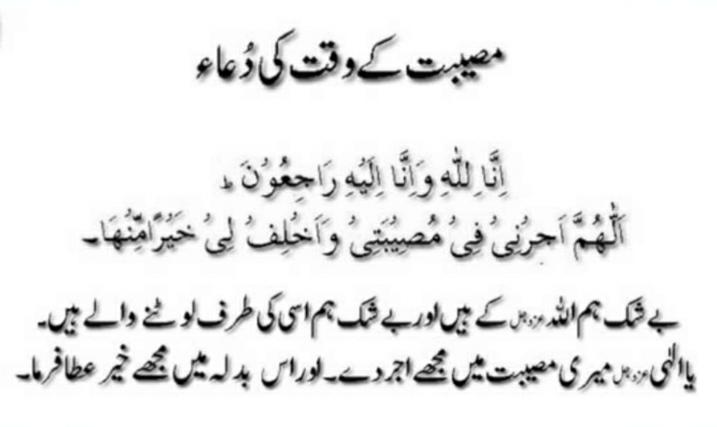 مصیبت کے وقت کی دُعاء
اِنَّا لِلّٰهِ وَاِنَّا اِلَيْهِ رَاجِعُوْنَ ؕ
اَللّٰهُمَّ اَجِرْنِىْ فِىْ مُصِيْبَتِىْ وَاَخْلِفْ لِىْ خَيْرًا مِّنْهَا۔
بے شک ہم اللہ عزوجل کے ہیں اور بے شک ہم اسی کی طرف لوٹنے والے ہیں۔
یا الٰہی عزوجل میری مصیبت میں مجھے اجر دے۔ اور اس بدلہ میں مجھے خیر عطا فرما۔